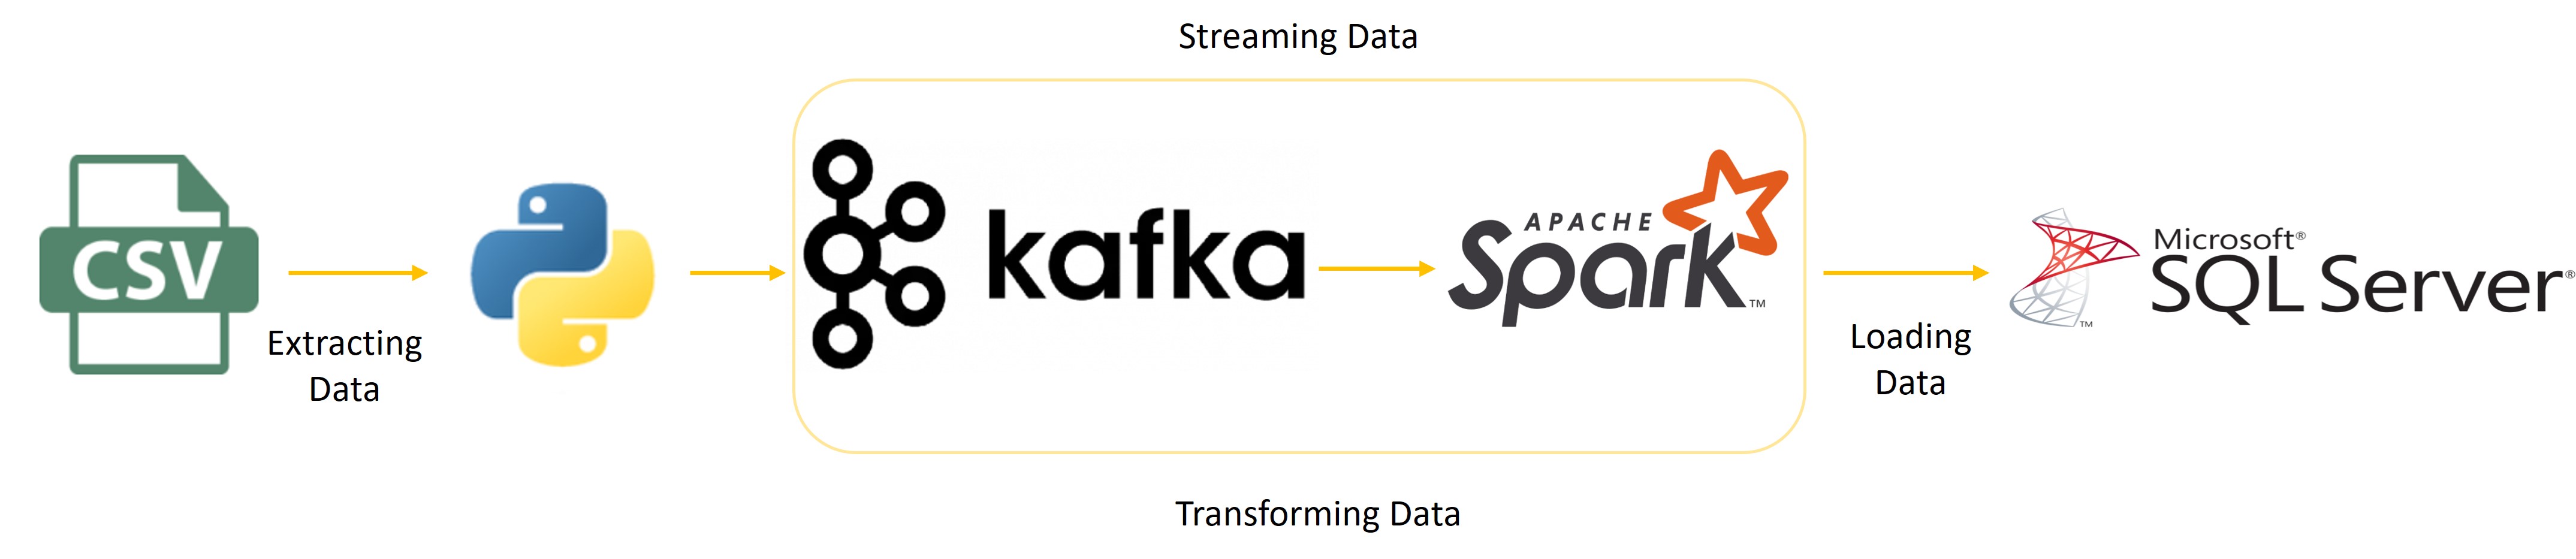 Streaming Data
CSV
Extracting
Data
kafka
APACHE
Spark™
Loading
Data
Microsoft®
SQL Server®
™
Transforming Data